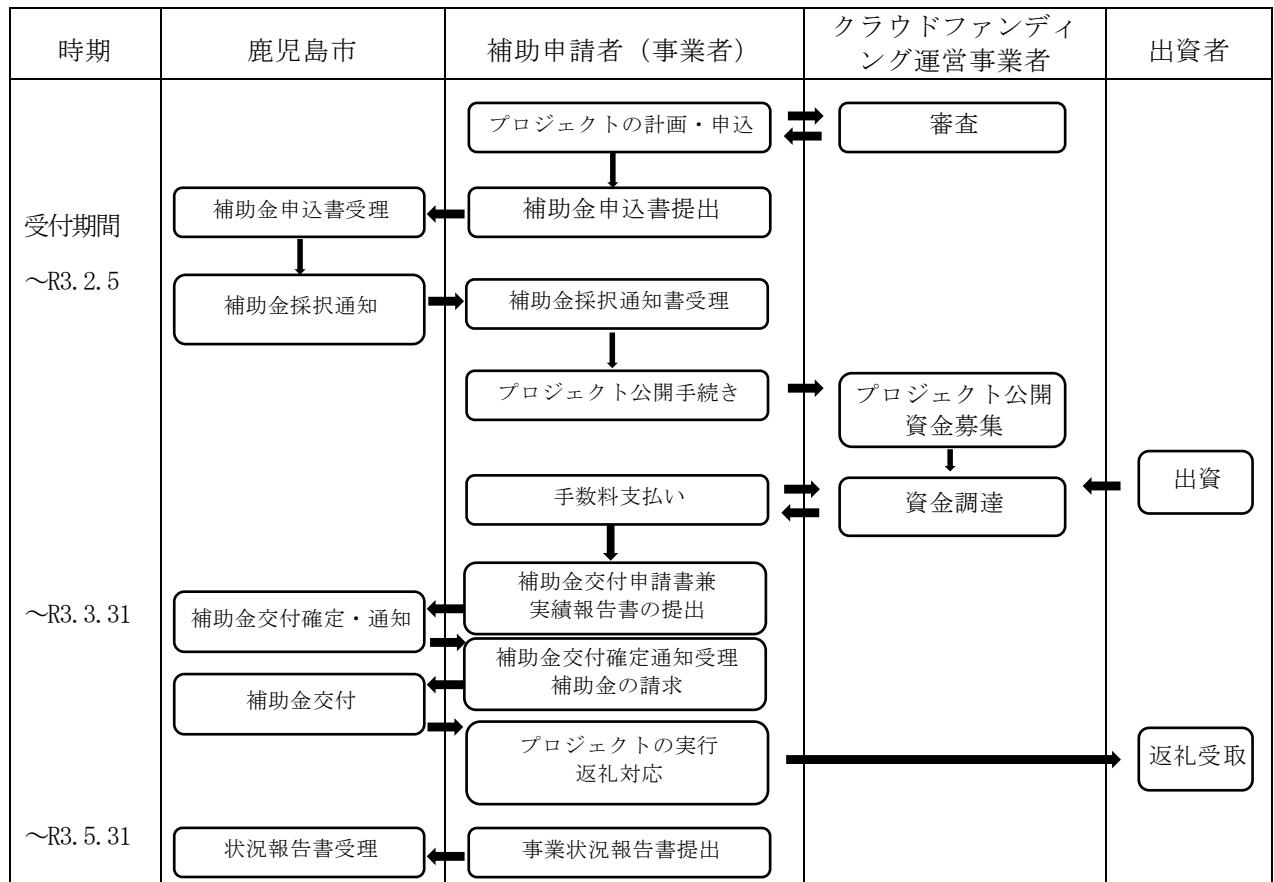 時期
鹿児島市
補助申請者（事業者）
クラウドファンディ
ング運営事業者
出資者
プロジェクトの計画・申込
審査
補助金申込書受理
補助金申込書提出
受付期間
～R3.2.5
補助金採択通知
補助金採択通知書受理
プロジェクト公開手続き
プロジェクト公開
資金募集
出資
手数料支払い
資金調達
～R3.3.31
補助金交付申請書兼
実績報告書の提出
補助金交付確定・通知
補助金交付確定通知受理
補助金の請求
補助金交付
プロジェクトの実行
返礼対応
返礼受取
～R3.5.31
状況報告書受理
事業状況報告書提出